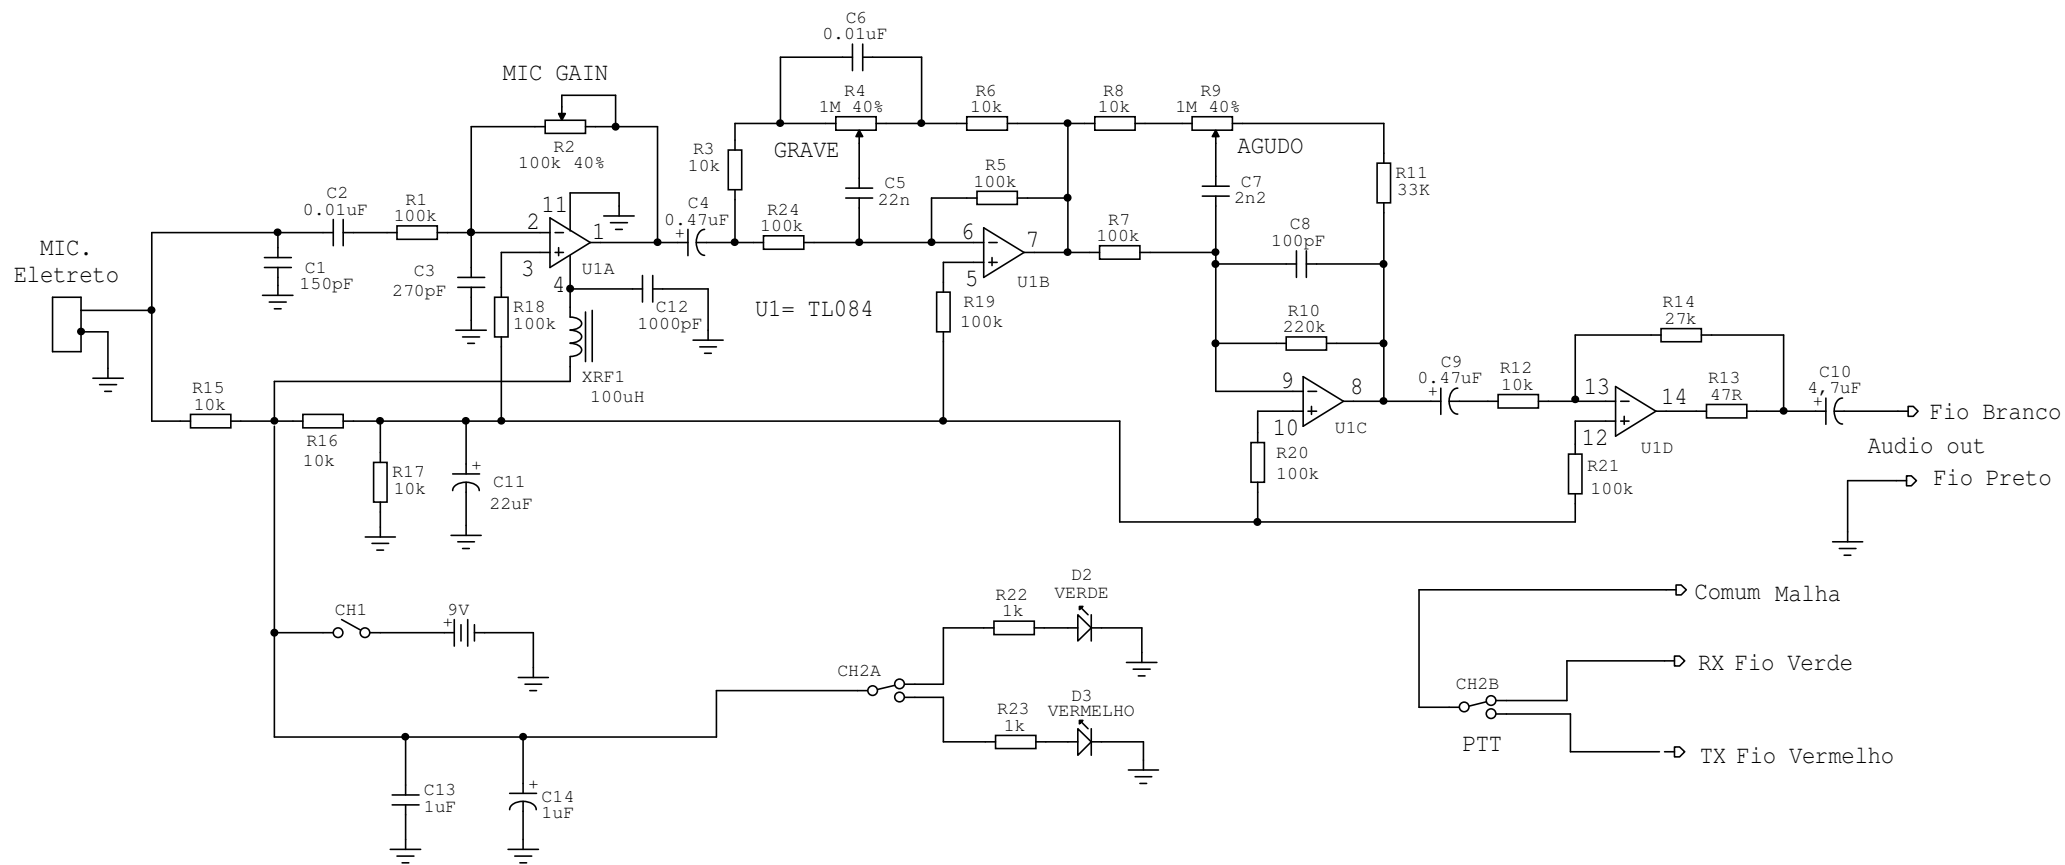 C6
0.01uF
MIC GAIN
R4
1M 40%
R6
10k
R8
10k
R9
1M 40%
R2
100k 40%
R3
10k
GRAVE
AGUDO
R5
100k
C5
22n
C7
2n2
R11
33K
C2
0.01uF
R1
100k
11
2
1
3
4
U1A
C4
0.47uF
+
R24
100k
6
7
5
U1B
R7
100k
C8
100pF
MIC.
Eletreto
C1
150pF
C3
270pF
R18
100k
C12
1000pF
U1= TL084
R19
100k
R10
220k
R14
27k
XRF1
100uH
R15
10k
R16
10k
R17
10k
+
C11
22uF
9
8
10
U1C
R20
100k
C9
0.47uF
+
R12
10k
13
14
12
U1D
R13
47R
C10
4,7uF
+
R21
100k
Fio Branco
Audio out
Fio Preto
CH1
9V
+
CH2A
R22
1k
D2
VERDE
R23
1k
D3
VERMELHO
Comum Malha
RX Fio Verde
CH2B
PTT
TX Fio Vermelho
C13
1uF
+
C14
1uF